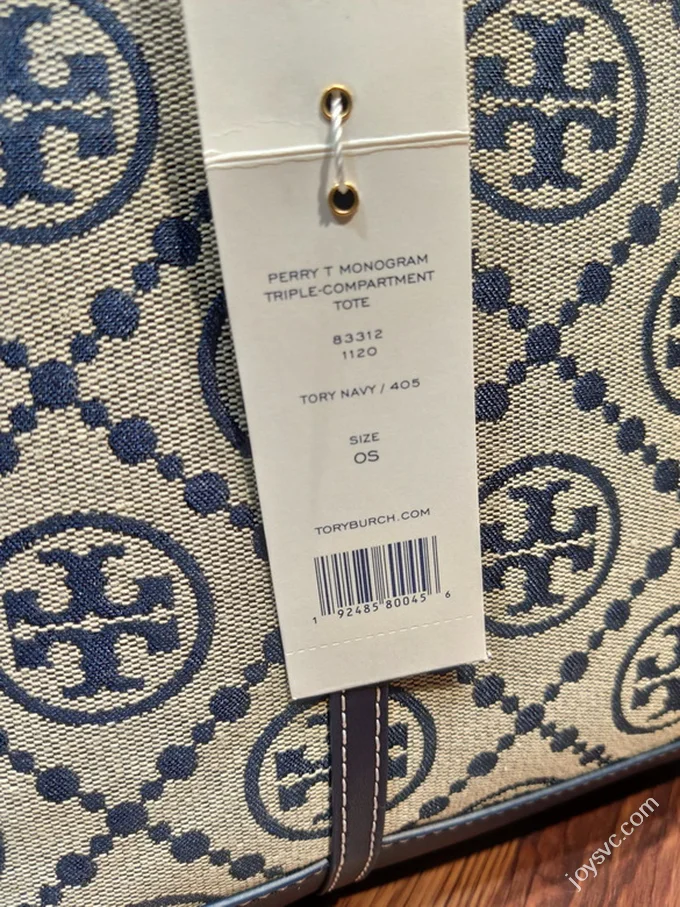 PERRY T MONOGRAM
TRIPLE-COMPARTMENT
TOTE
83312
1120
TORY NAVY / 405
SIZE
OS
TORYBURCH.COM
1 92485 80045 6
joysvc.com